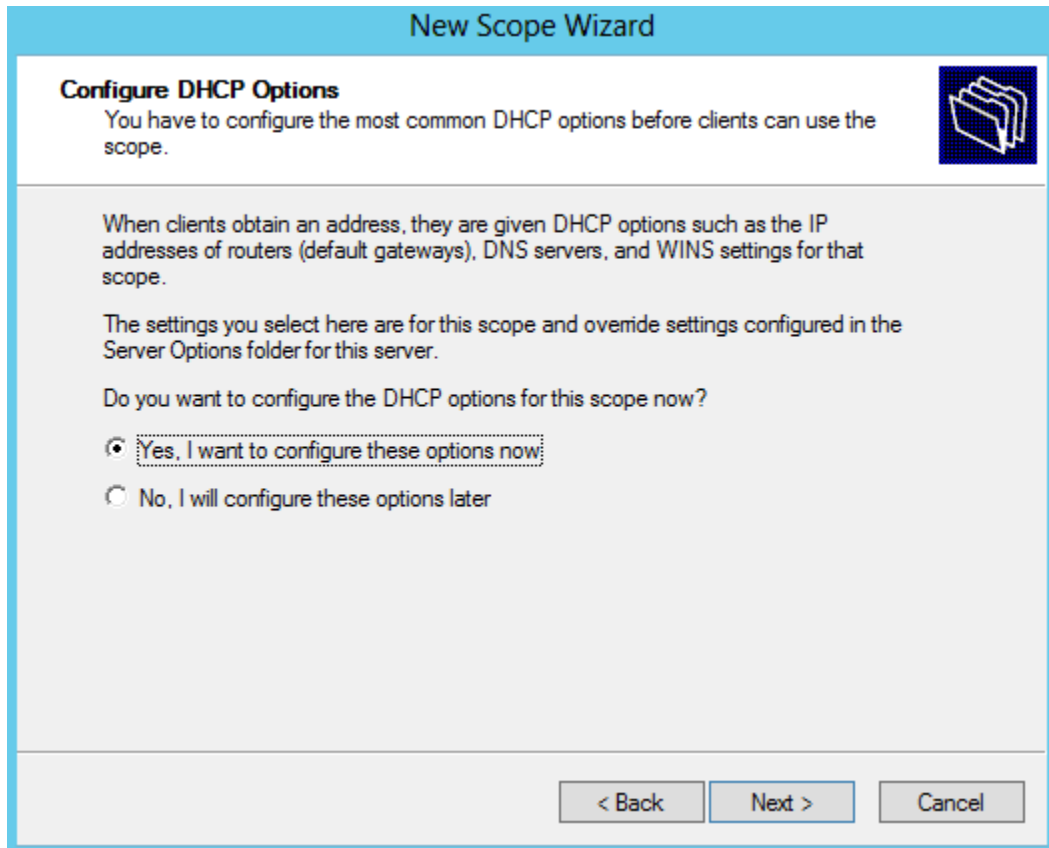 New Scope Wizard
Configure DHCP Options
You have to configure the most common DHCP options before clients can use the
scope.
When clients obtain an address, they are given DHCP options such as the IP
addresses of routers (default gateways), DNS servers, and WINS settings for that
scope.
The settings you select here are for this scope and override settings configured in the
Server Options folder for this server.
Do you want to configure the DHCP options for this scope now?
Yes, I want to configure these options now
No, I will configure these options later
< Back Next > Cancel